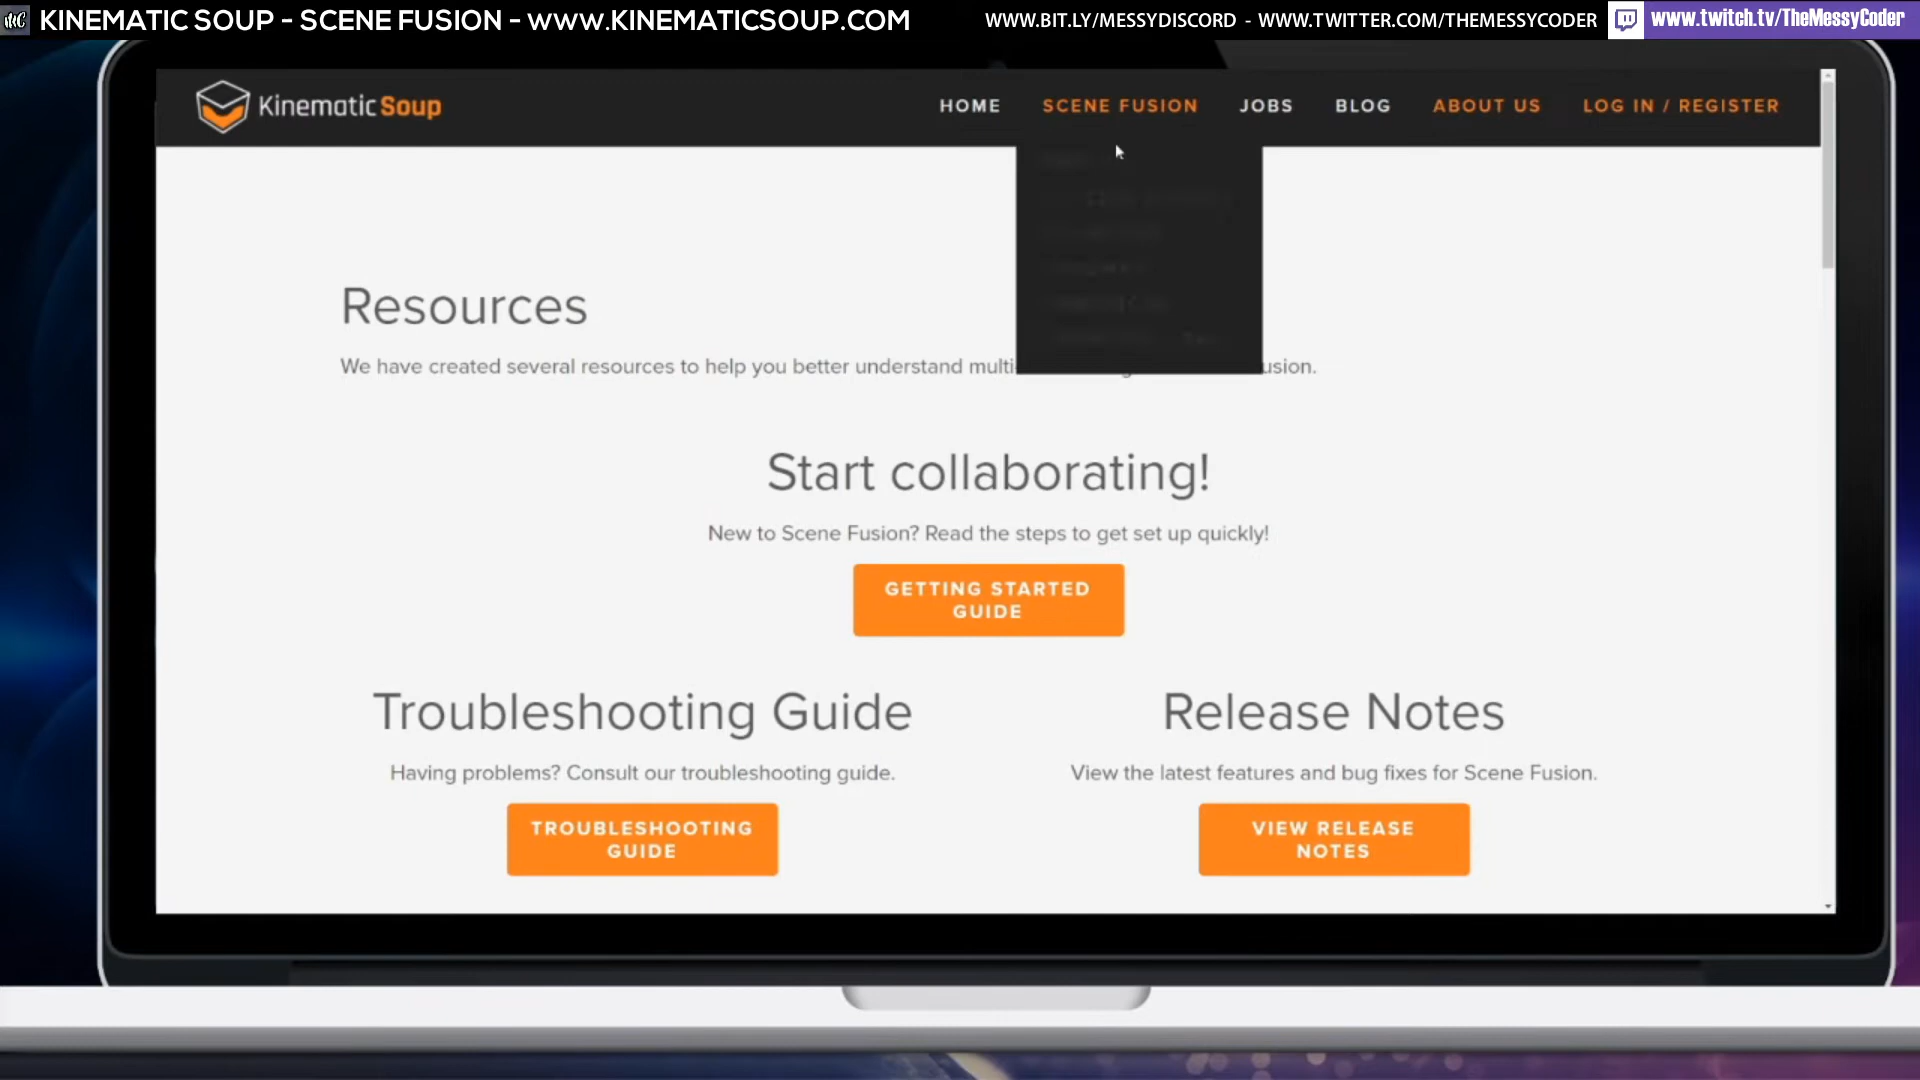 KINEMATIC SOUP - SCENE FUSION - www.KINEMATICSOUP.COM
WWW.BIT.LY/MESSYDISCORD - WWW.TWITTER.COM/THEMESSYCODER
www.twitch.tv/TheMessyCoder
Kinematic Soup
HOME
SCENE FUSION
JOBS
BLOG
ABOUT US
LOG IN / REGISTER
Resources
We have created several resources to help you better understand
Start collaborating!
New to Scene Fusion? Read the steps to get set up quickly!
GETTING STARTED
GUIDE
Troubleshooting Guide
Having problems? Consult our troubleshooting guide.
TROUBLESHOOTING
GUIDE
Release Notes
View the latest features and bug fixes for Scene Fusion.
VIEW RELEASE
NOTES